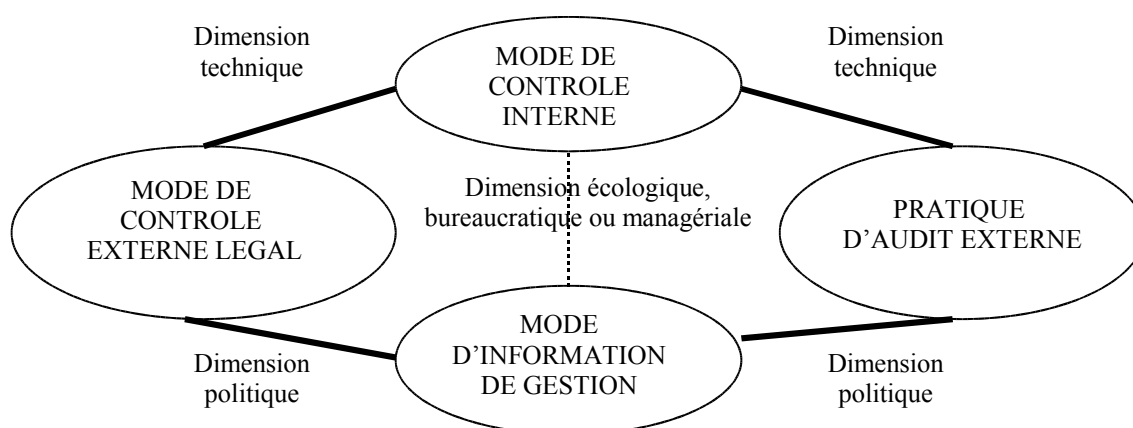 Dimension
technique
MODE DE
CONTROLE
INTERNE
Dimension
technique
MODE DE
CONTROLE
EXTERNE LEGAL
Dimension écologique,
bureaucratique ou managériale
PRATIQUE
D’AUDIT EXTERNE
Dimension
politique
MODE
D’INFORMATION
DE GESTION
Dimension
politique